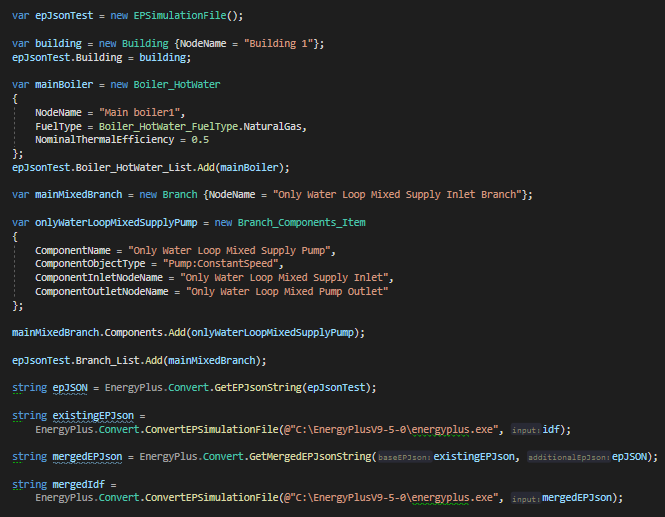 var epJsonTest = new EPSimulationFile();
var building = new Building {NodeName = "Building 1"};
epJsonTest.Building = building;
var mainBoiler = new Boiler_HotWater
{
NodeName = "Main boiler1",
FuelType = Boiler_HotWater_FuelType.NaturalGas,
NominalThermalEfficiency = 0.5
};
epJsonTest.Boiler_HotWater_List.Add(mainBoiler);
var mainMixedBranch = new Branch {NodeName = "Only Water Loop Mixed Supply Inlet Branch"};
var onlyWaterLoopMixedSupplyPump = new Branch_Components_Item
{
ComponentName = "Only Water Loop Mixed Supply Pump",
ComponentObjectType = "Pump:ConstantSpeed",
ComponentInletNodeName = "Only Water Loop Mixed Supply Inlet",
ComponentOutletNodeName = "Only Water Loop Mixed Pump Outlet"
};
mainMixedBranch.Components.Add(onlyWaterLoopMixedSupplyPump);
epJsonTest.Branch_List.Add(mainMixedBranch);
string epJSON = EnergyPlus.Convert.GetEPJsonString(epJsonTest);
string existingEPJson =
EnergyPlus.Convert.ConvertEPSimulationFile(@"C:\EnergyPlusV9-5-0\energyplus.exe", input: idf);
string mergedEPJson = EnergyPlus.Convert.GetMergedEPJsonString(baseEPJson: existingEPJson, additionalEpJson: epJSON);
string mergedIdf =
EnergyPlus.Convert.ConvertEPSimulationFile(@"C:\EnergyPlusV9-5-0\energyplus.exe", input: mergedEPJson);